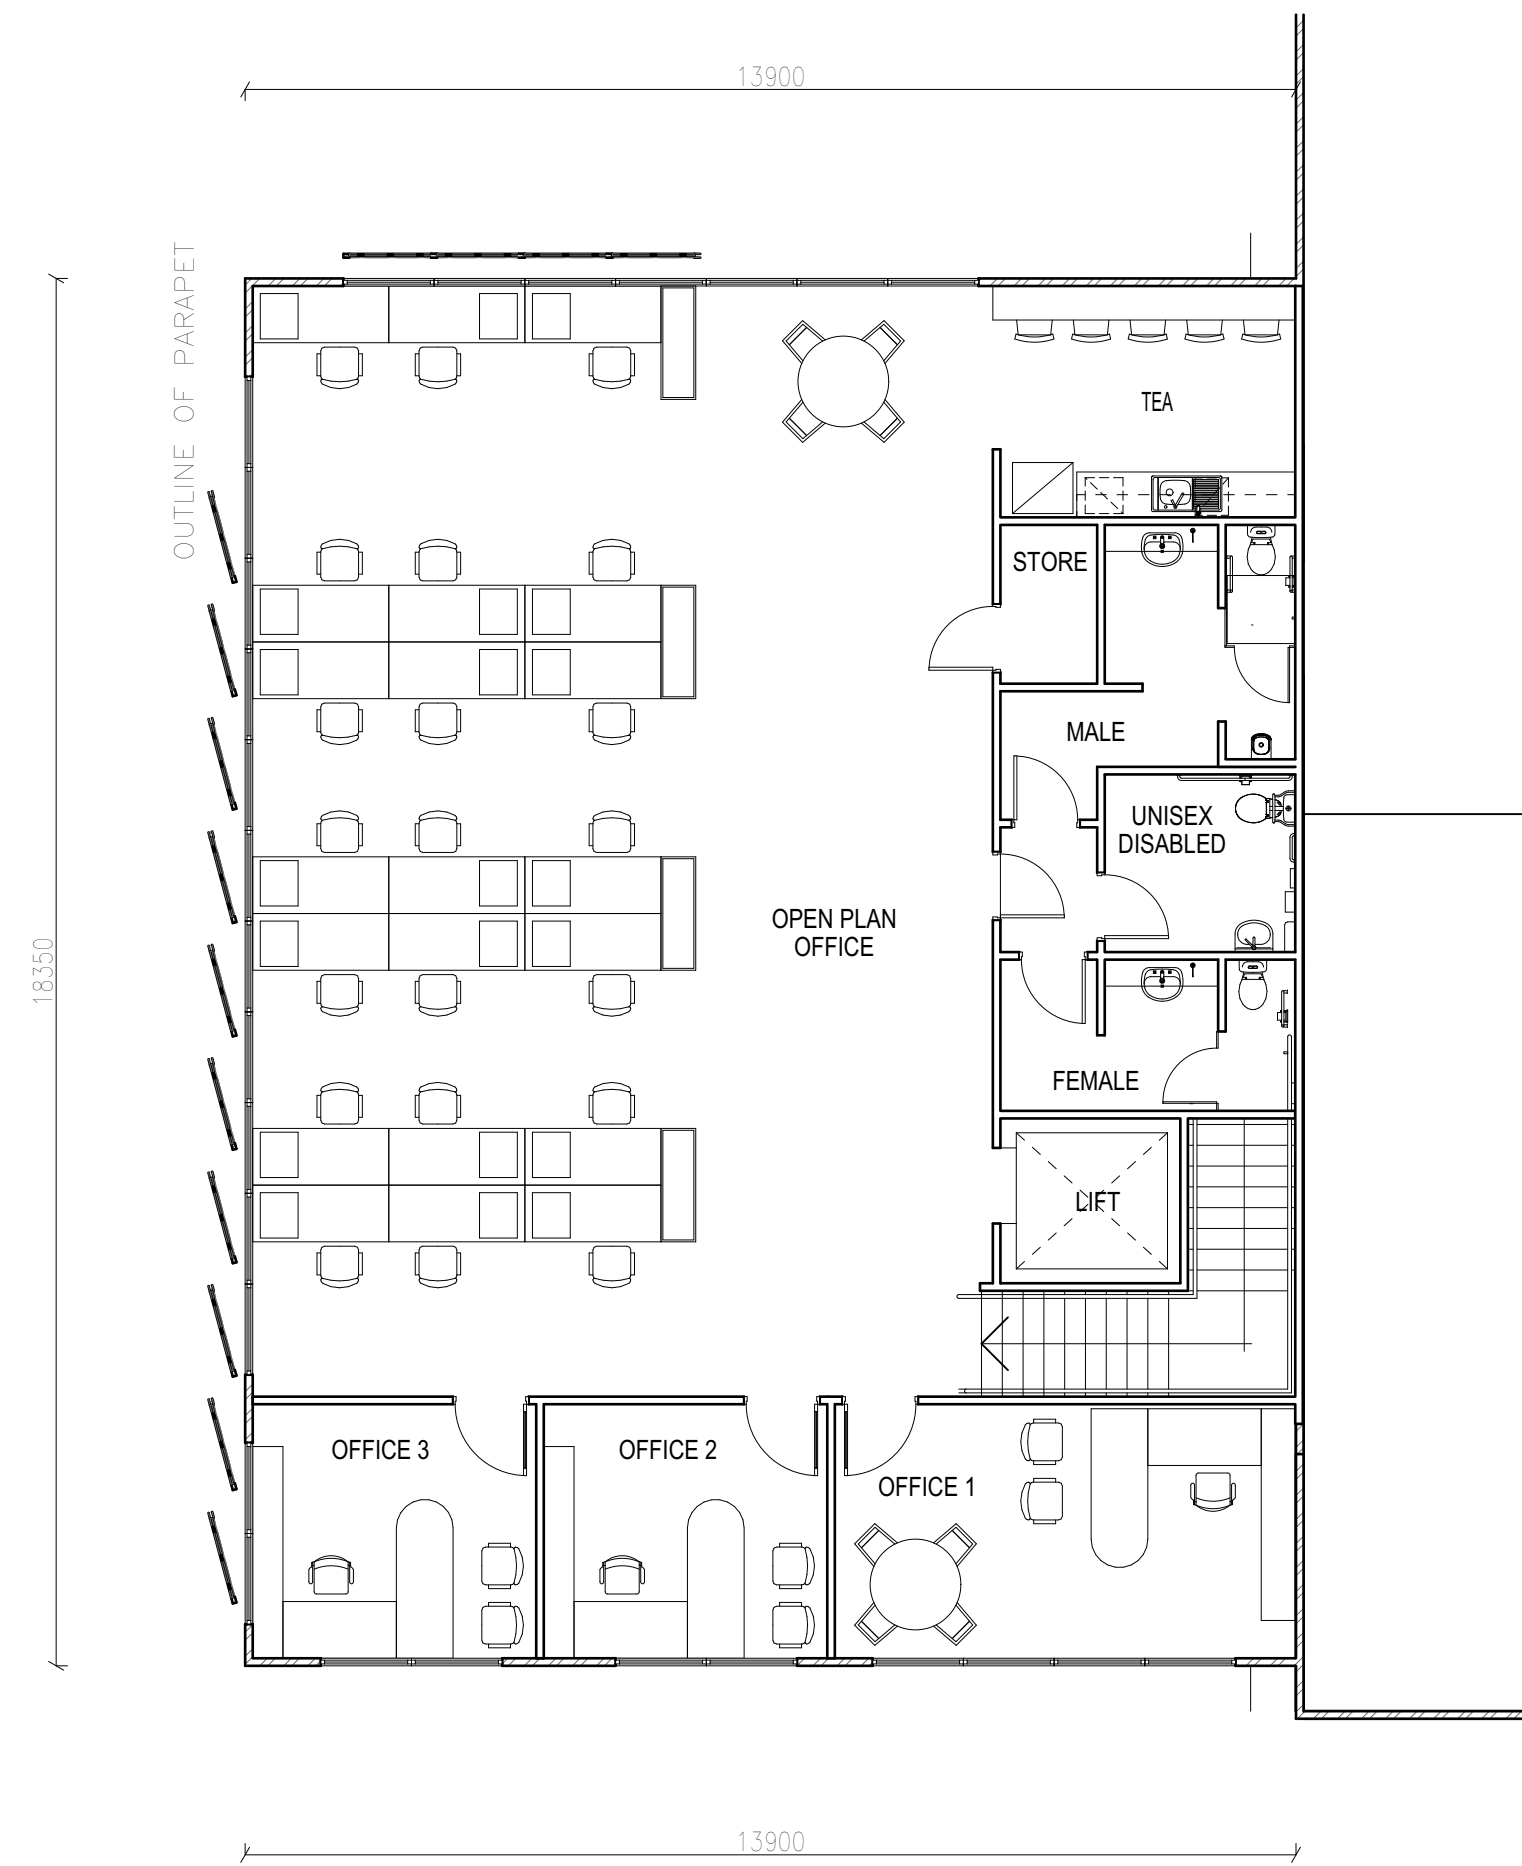 13900
OUTLINE OF PARAPET
TEA
STORE
MALE
UNISEX
DISABLED
OPEN PLAN
OFFICE
18350
FEMALE
LIFT
OFFICE 3
OFFICE 2
OFFICE 1
13900